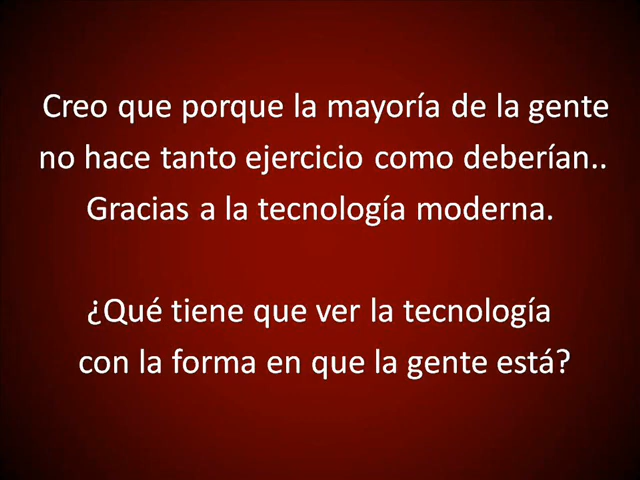 Creo que porque la mayoría de la gente
no hace tanto ejercicio como deberían..
Gracias a la tecnología moderna.
¿Qué tiene que ver la tecnología
con la forma en que la gente está?